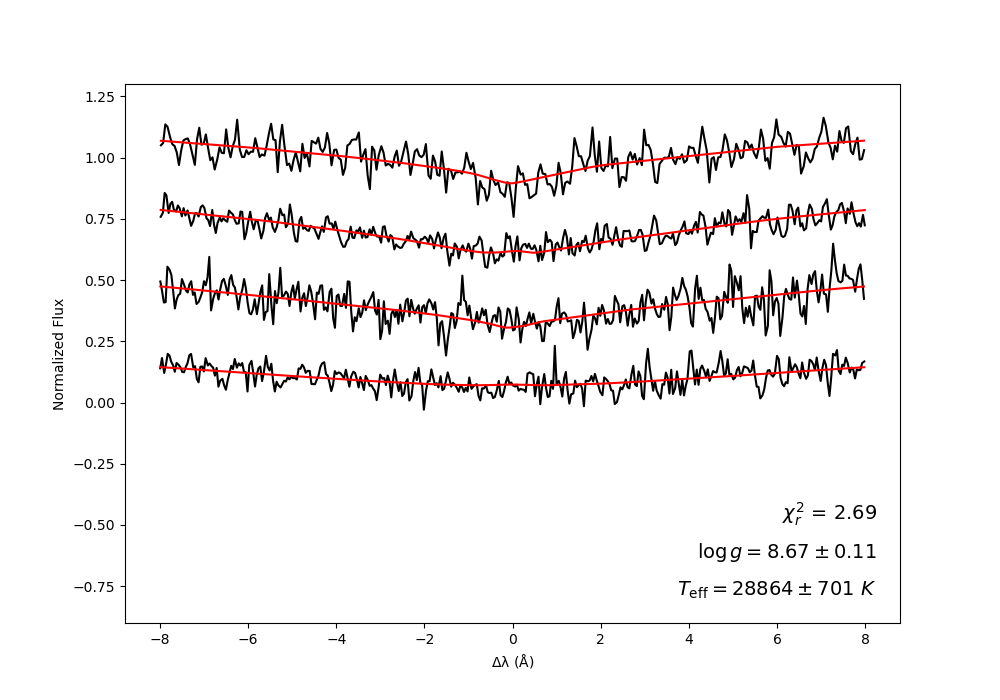 1.25
1.00
0.75
0.50
0.25
0.00
−0.25
−0.50
−0.75
Normalized Flux
χ²ᵣ = 2.69
log g = 8.67 ± 0.11
T_eff = 28864 ± 701 K
−8 −6 −4 −2 0 2 4 6 8
Δλ (Å)